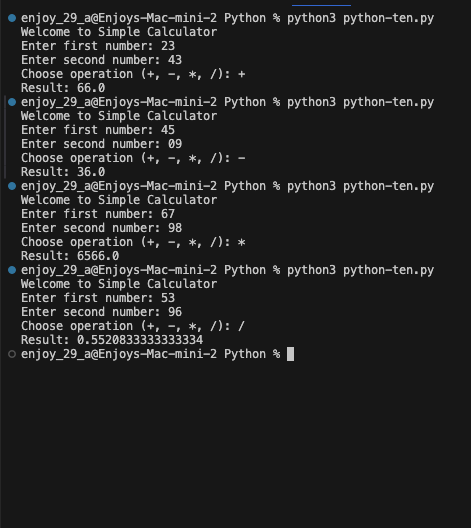 enjoy_29_a@Enjoys-Mac-mini-2 Python % python3 python-ten.py
Welcome to Simple Calculator
Enter first number: 23
Enter second number: 43
Choose operation (+, -, *, /): +
Result: 66.0
enjoy_29_a@Enjoys-Mac-mini-2 Python % python3 python-ten.py
Welcome to Simple Calculator
Enter first number: 45
Enter second number: 09
Choose operation (+, -, *, /): -
Result: 36.0
enjoy_29_a@Enjoys-Mac-mini-2 Python % python3 python-ten.py
Welcome to Simple Calculator
Enter first number: 67
Enter second number: 98
Choose operation (+, -, *, /): *
Result: 6566.0
enjoy_29_a@Enjoys-Mac-mini-2 Python % python3 python-ten.py
Welcome to Simple Calculator
Enter first number: 53
Enter second number: 96
Choose operation (+, -, *, /): /
Result: 0.5520833333333334
enjoy_29_a@Enjoys-Mac-mini-2 Python %